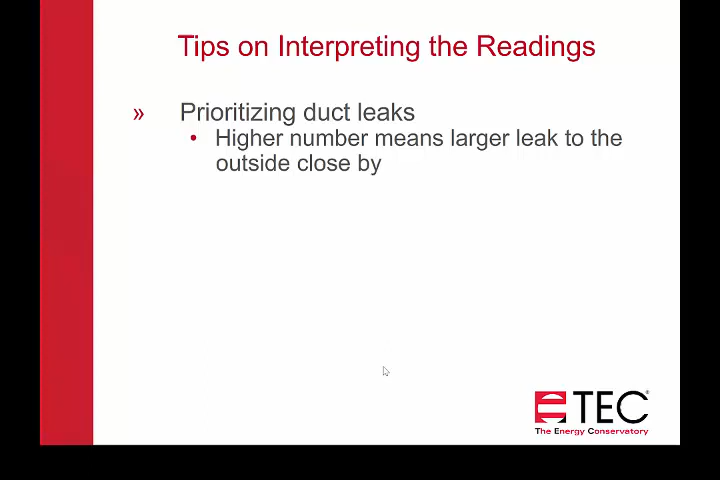 Tips on Interpreting the Readings
» Prioritizing duct leaks
• Higher number means larger leak to the
outside close by
TEC®
The Energy Conservatory